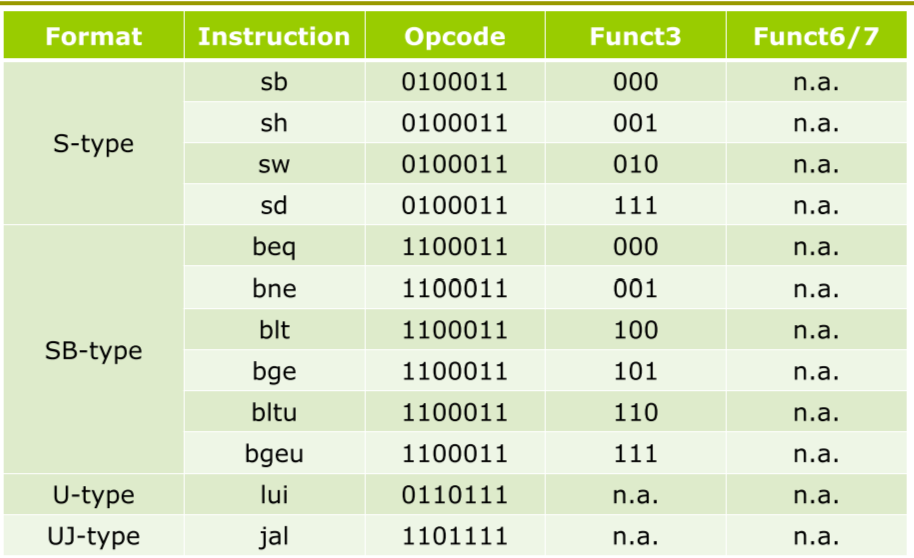 Format Instruction Opcode Funct3 Funct6/7
S-type
sb 0100011 000 n.a.
sh 0100011 001 n.a.
sw 0100011 010 n.a.
sd 0100011 111 n.a.
SB-type
beq 1100011 000 n.a.
bne 1100011 001 n.a.
blt 1100011 100 n.a.
bge 1100011 101 n.a.
bltu 1100011 110 n.a.
bgeu 1100011 111 n.a.
U-type lui 0110111 n.a. n.a.
UJ-type jal 1101111 n.a. n.a.